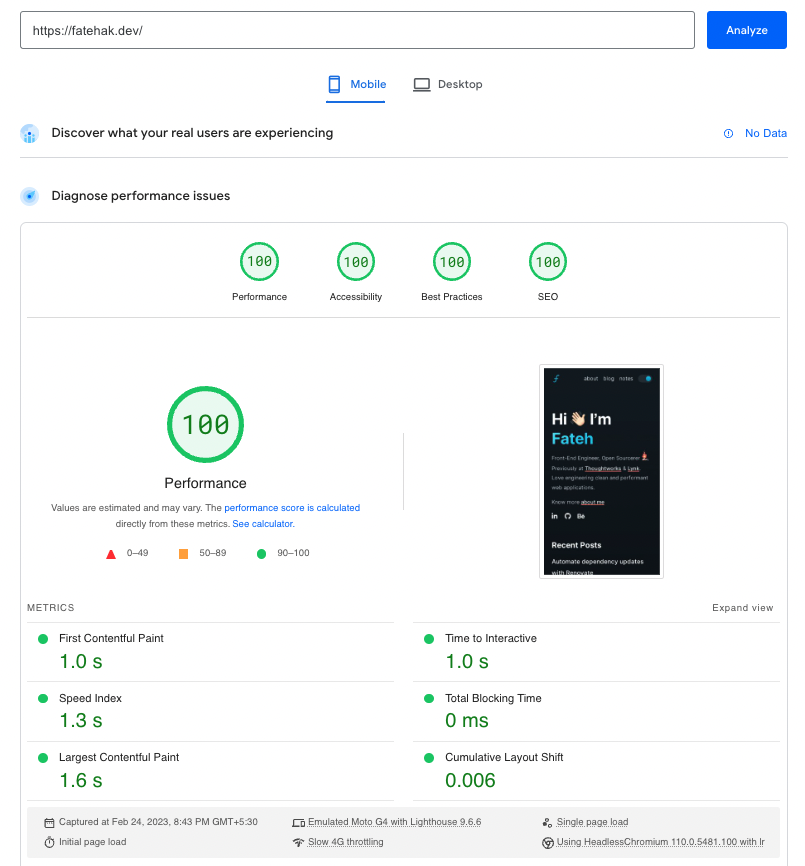 https://fatehak.dev/
Analyze
Mobile
Desktop
Discover what your real users are experiencing
No Data
Diagnose performance issues
100
100
100
100
Performance
Accessibility
Best Practices
SEO
100
Performance
Values are estimated and may vary. The performance score is calculated
directly from these metrics. See calculator.
0–49
50–89
90–100
about blog notes
Hi 👋🏻 I'm
Fateh
Front-End Engineer, Open Sourcerer
Previously at Thoughtworks & Lynk.
Love engineering clean and performant
web applications.
Know more about me
in
Bē
Recent Posts
Automate dependency updates
with Renovate
METRICS
Expand view
First Contentful Paint
1.0 s
Time to Interactive
1.0 s
Speed Index
1.3 s
Total Blocking Time
0 ms
Largest Contentful Paint
1.6 s
Cumulative Layout Shift
0.006
Captured at Feb 24, 2023, 8:43 PM GMT+5:30
Emulated Moto G4 with Lighthouse 9.6.6
Single page load
Initial page load
Slow 4G throttling
Using HeadlessChromium 110.0.5481.100 with lr